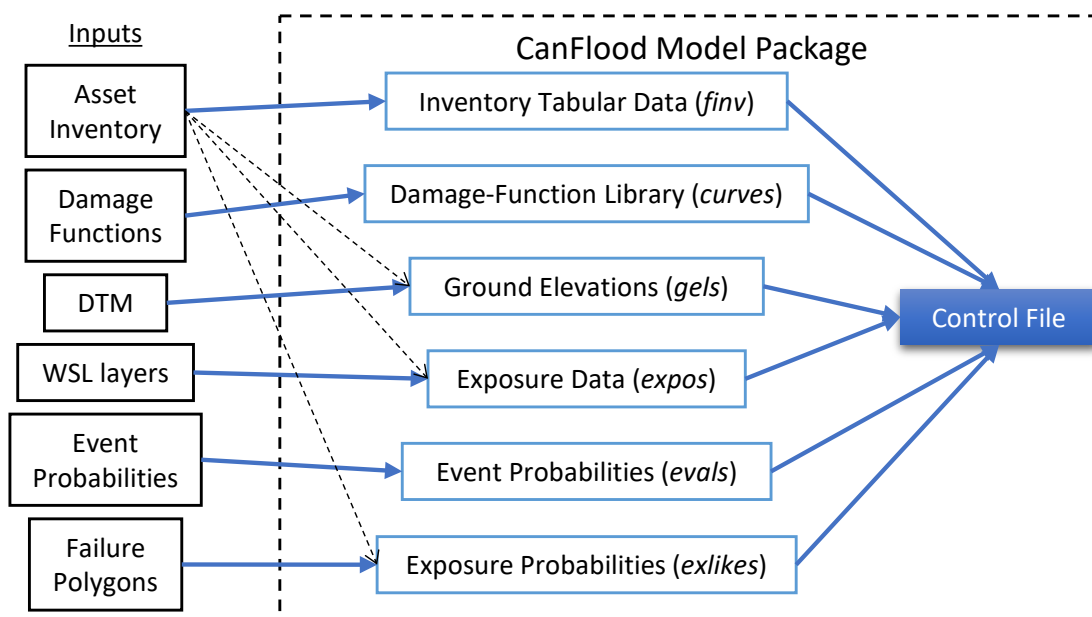 Inputs
CanFlood Model Package
Asset
Inventory
Inventory Tabular Data (finv)
Damage
Functions
Damage-Function Library (curves)
DTM
Ground Elevations (gels)
Control File
WSL layers
Exposure Data (expos)
Event
Probabilities
Event Probabilities (evals)
Failure
Polygons
Exposure Probabilities (exlikes)